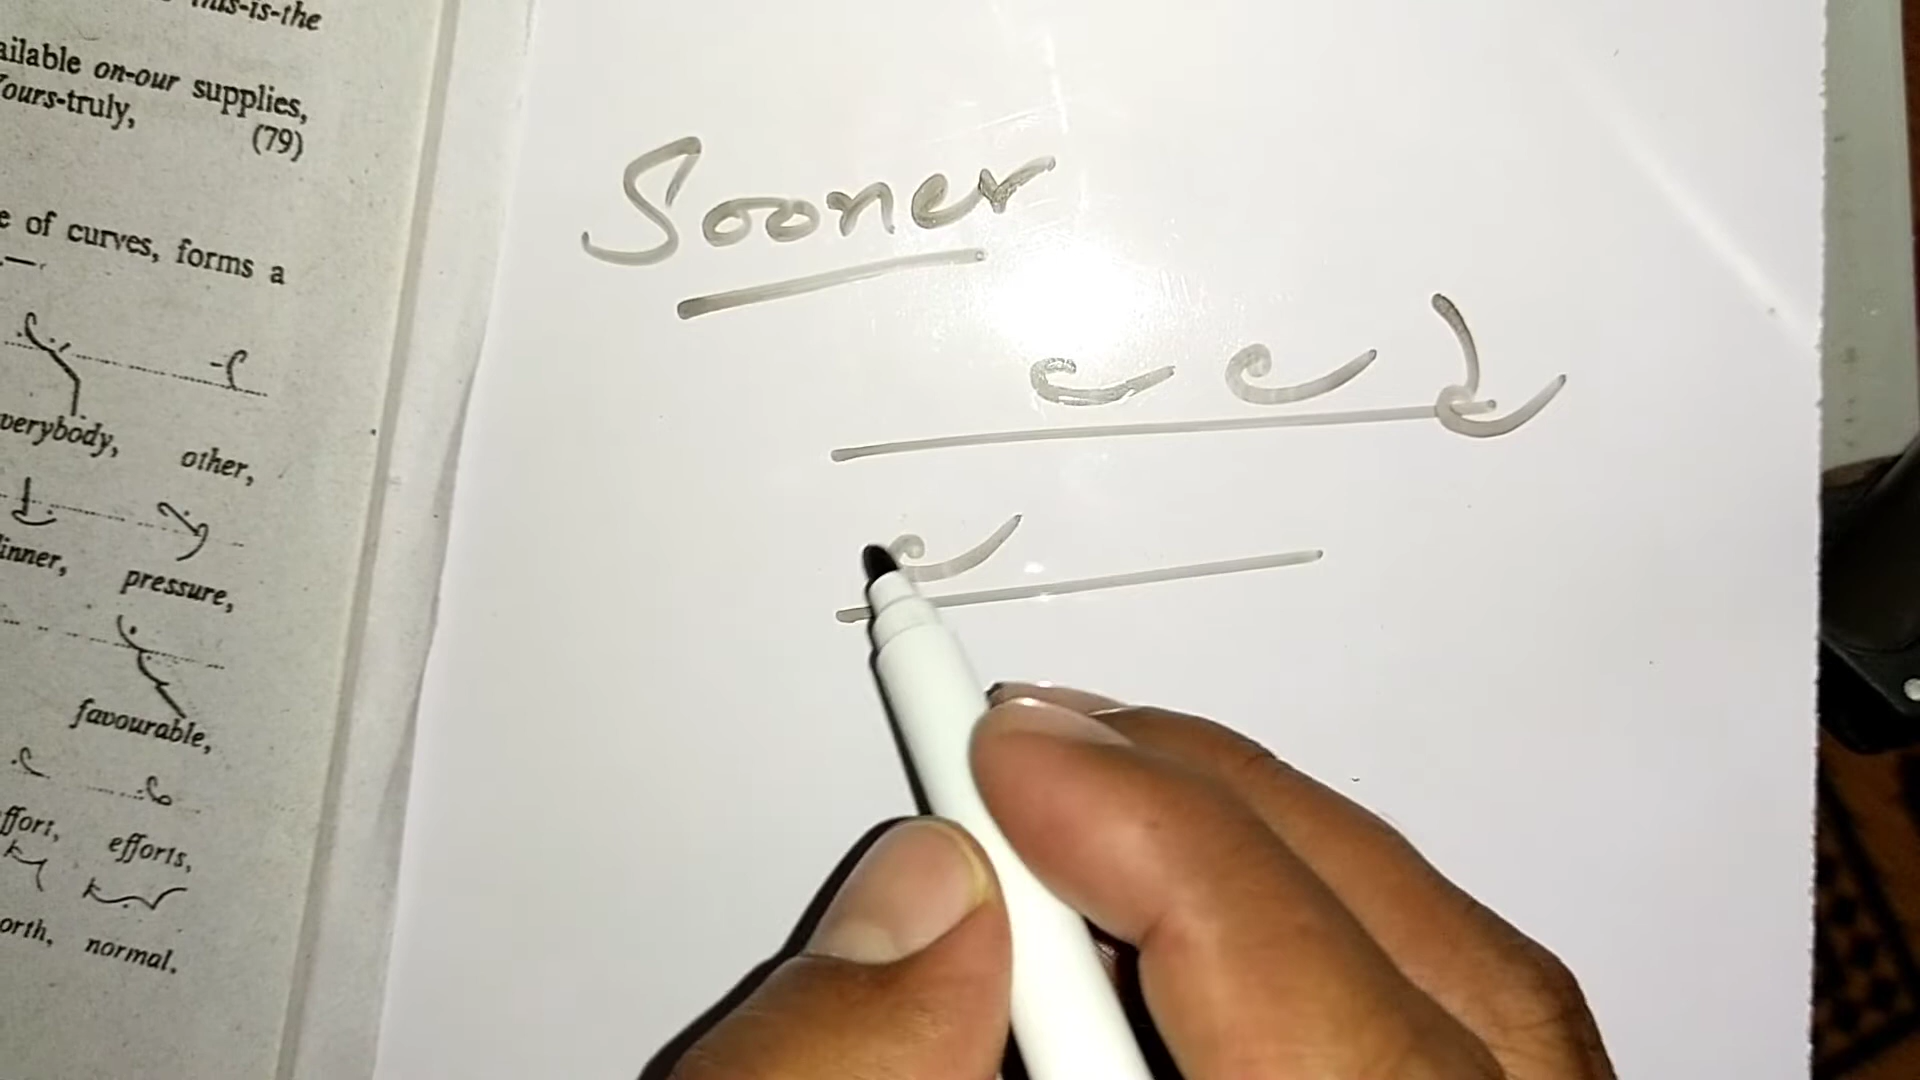 this-is-the
ailable on-our supplies,
Yours-truly, (79)
e of curves, forms a
verybody, other,
inner, pressure,
favourable,
ffort, efforts,
orth, normal.
Sooner